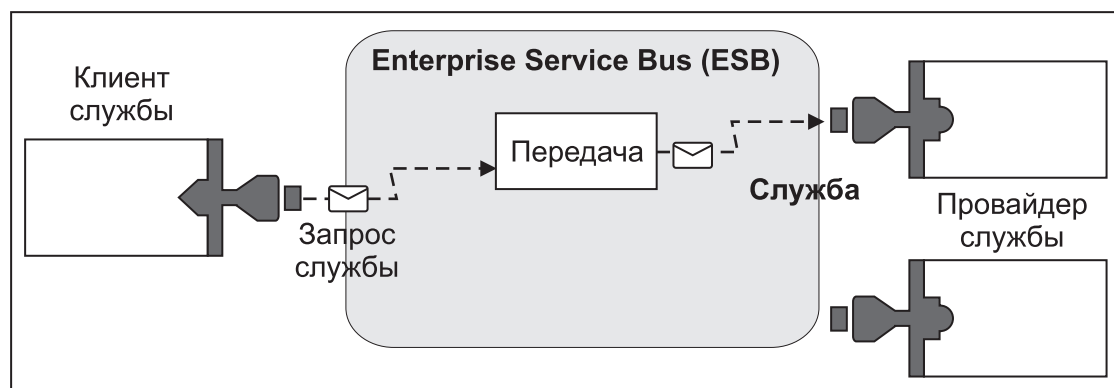 Enterprise Service Bus (ESB)
Клиент
службы
Передача
Служба
Запрос
службы
Провайдер
службы